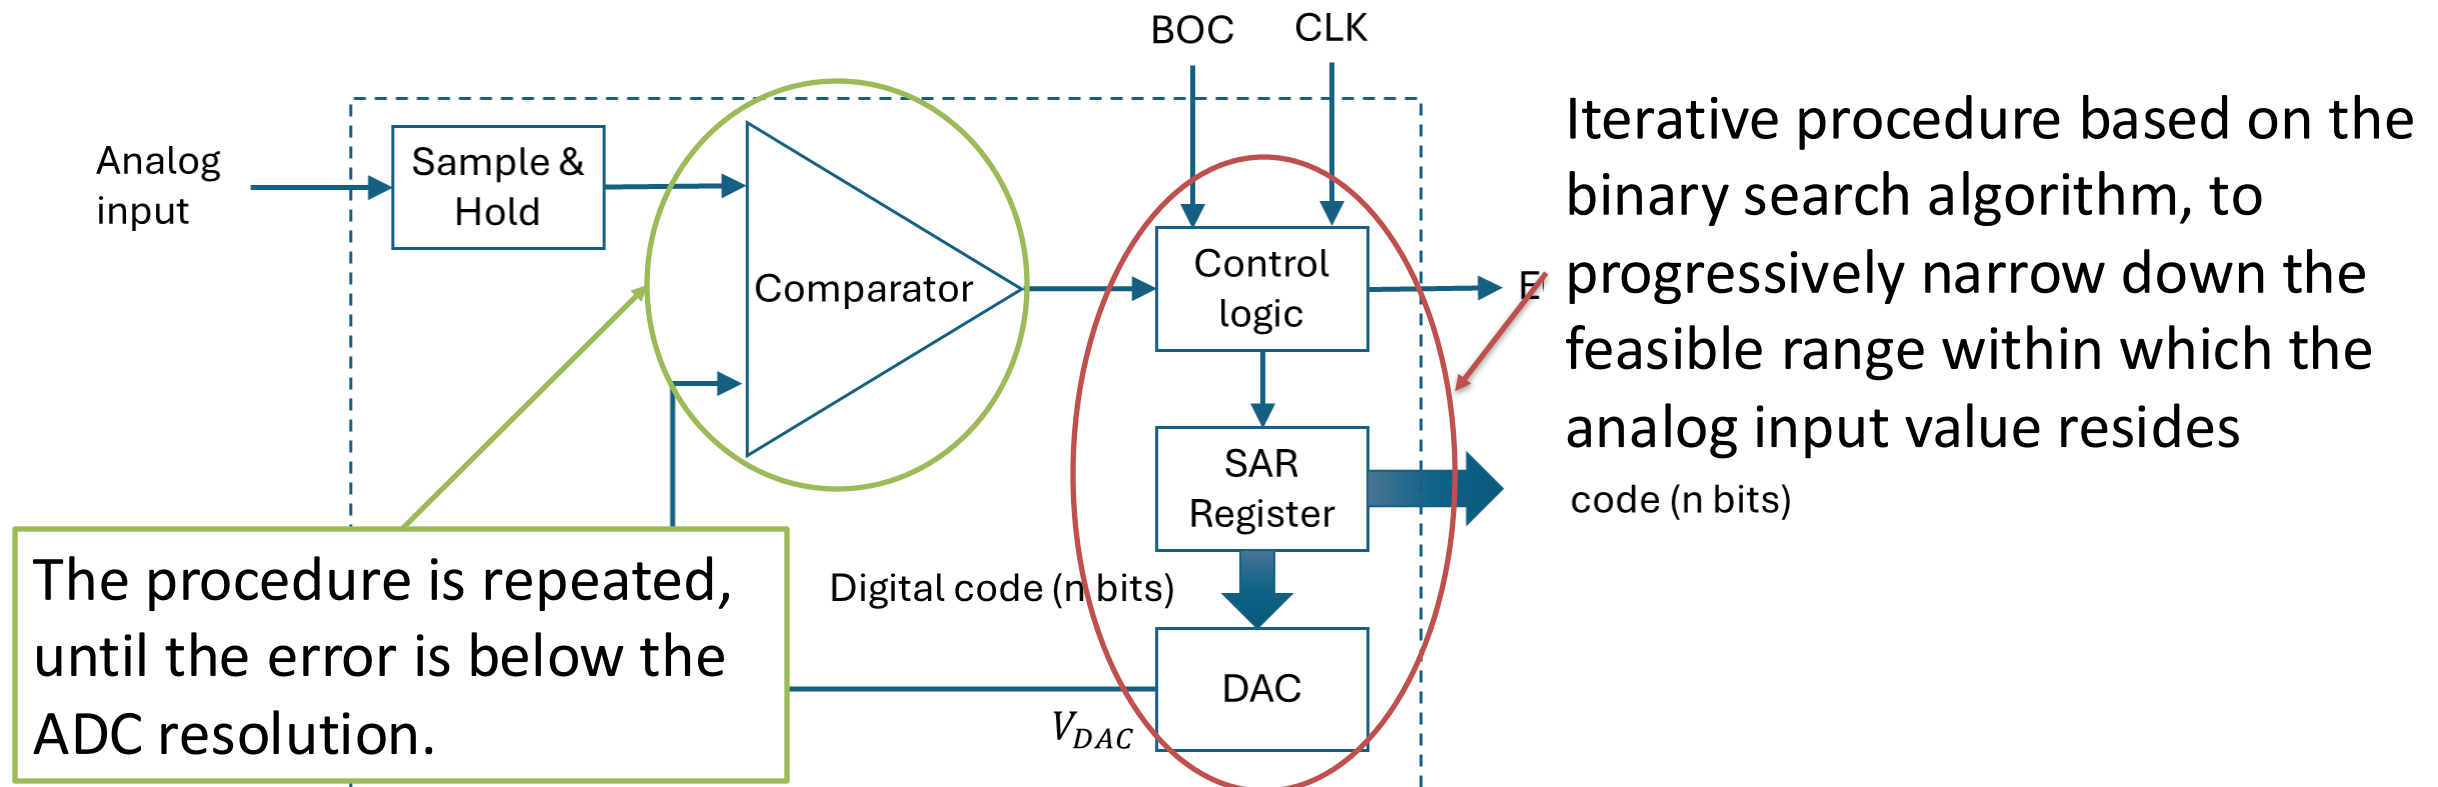 BOC
CLK
Analog
input
Sample &
Hold
Comparator
Control
logic
Iterative procedure based on the
binary search algorithm, to
progressively narrow down the
feasible range within which the
analog input value resides
SAR
Register
code (n bits)
Digital code (n bits)
The procedure is repeated,
until the error is below the
ADC resolution.
DAC
V_DAC